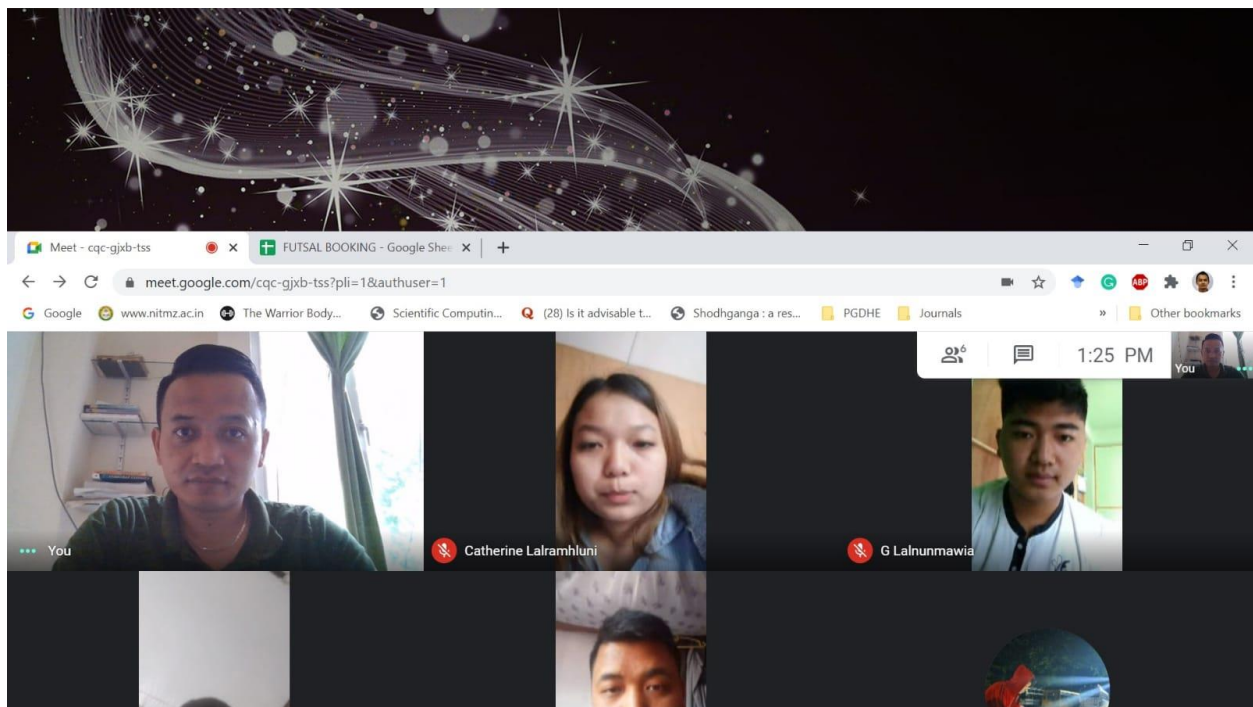 Meet - cqc-gjxb-tss
FUTSAL BOOKING - Google Shee
meet.google.com/cqc-gjxb-tss?pli=1&authuser=1
ABP
Google www.nitmz.ac.in The Warrior Body... Scientific Computin... (28) Is it advisable t... Shodhganga : a res... PGDHE Journals » Other bookmarks
6 1:25 PM
You
You
Catherine Lalramhluni
G Lalnunmawia